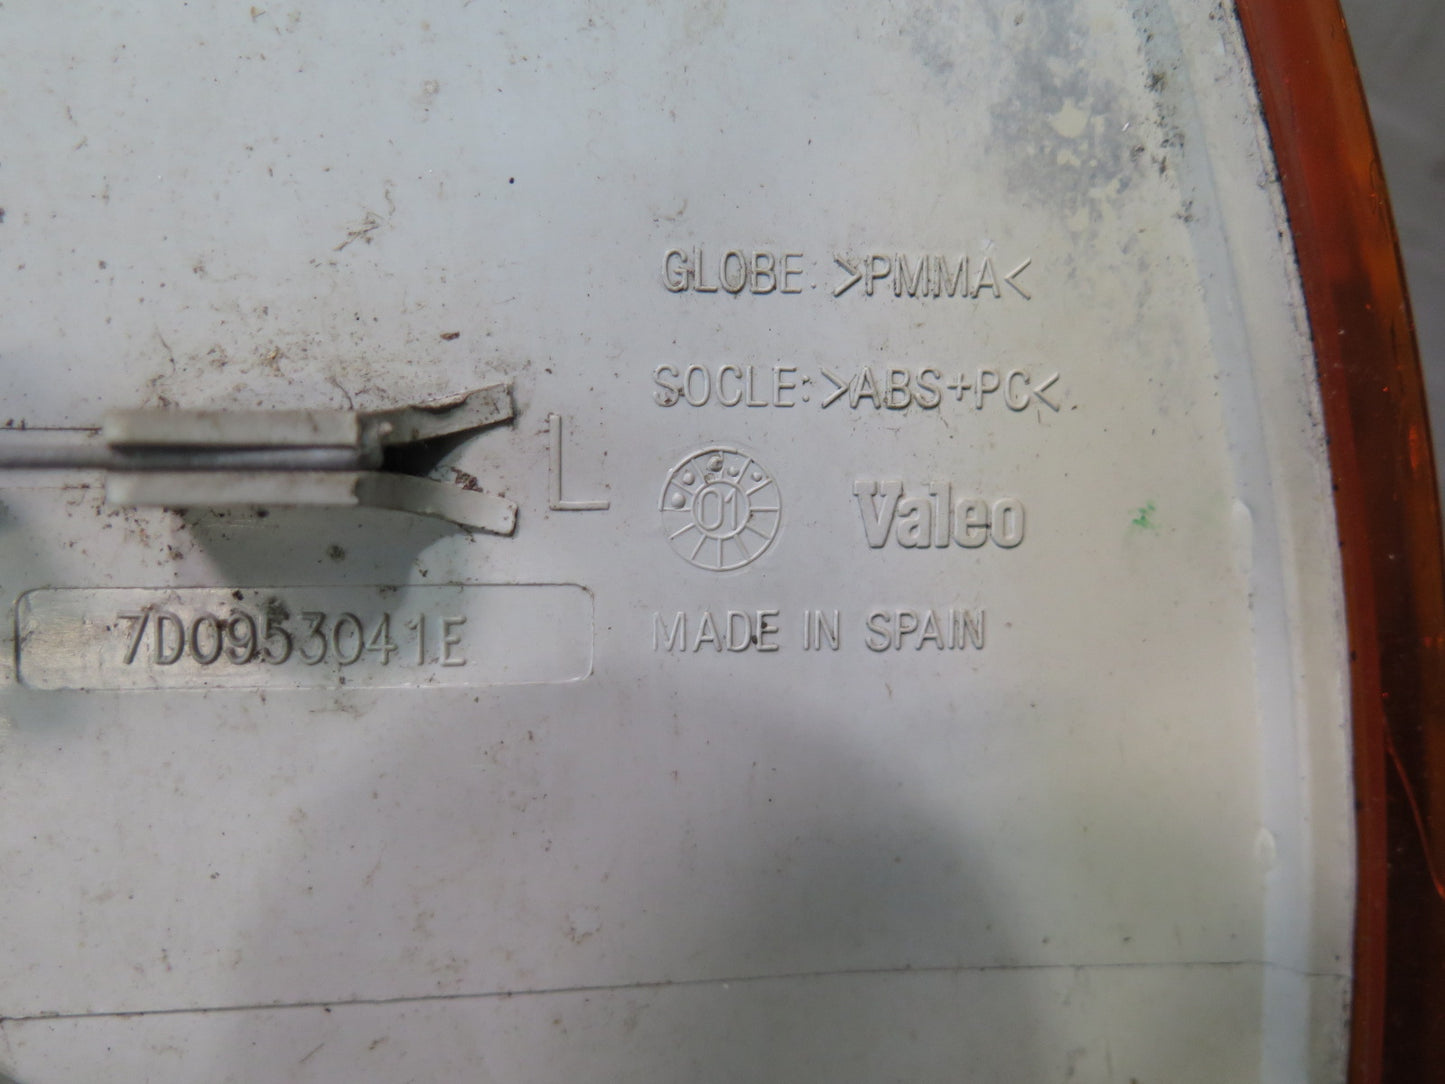 GLOBE: >PMMA<
SOCLE: >ABS+PC<
L
01
Valeo
7D0953041E
MADE IN SPAIN